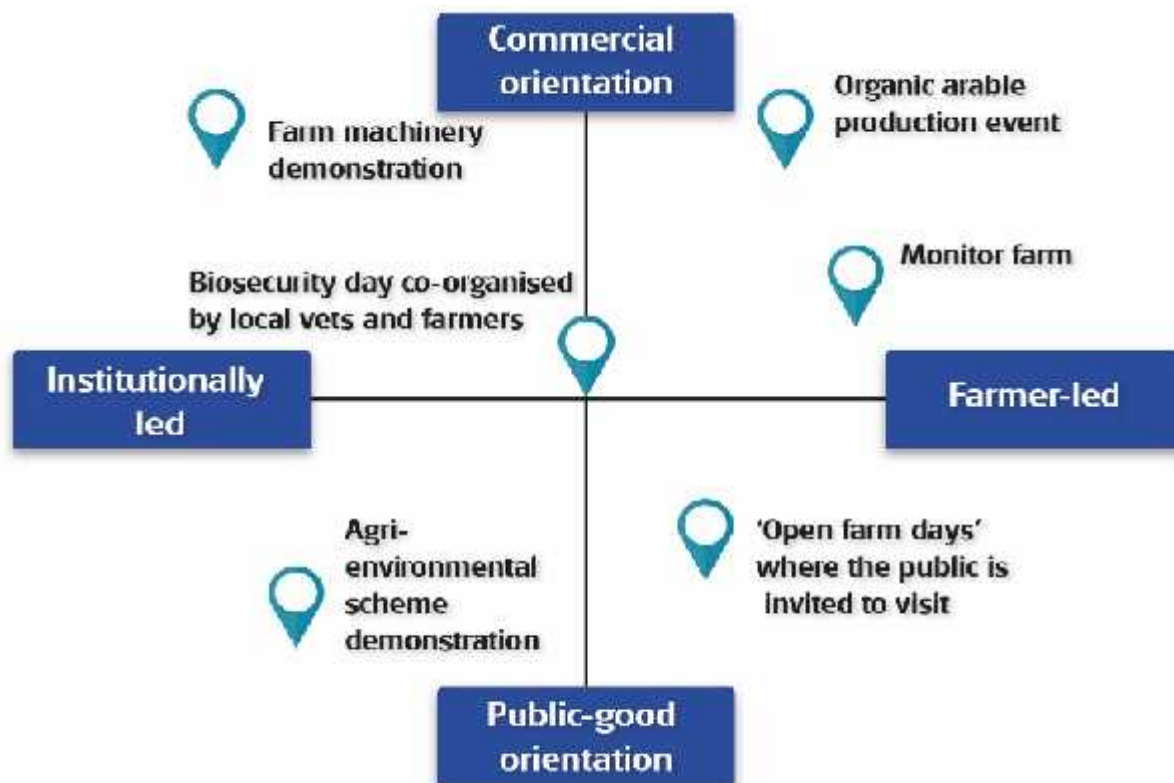 Commercial
orientation
Farm machinery
demonstration
Organic arable
production event
Monitor farm
Biosecurity day co-organised
by local vets and farmers
Institutionally
led
Farmer-led
Agri-
environmental
scheme
demonstration
‘Open farm days’
where the public is
invited to visit
Public-good
orientation